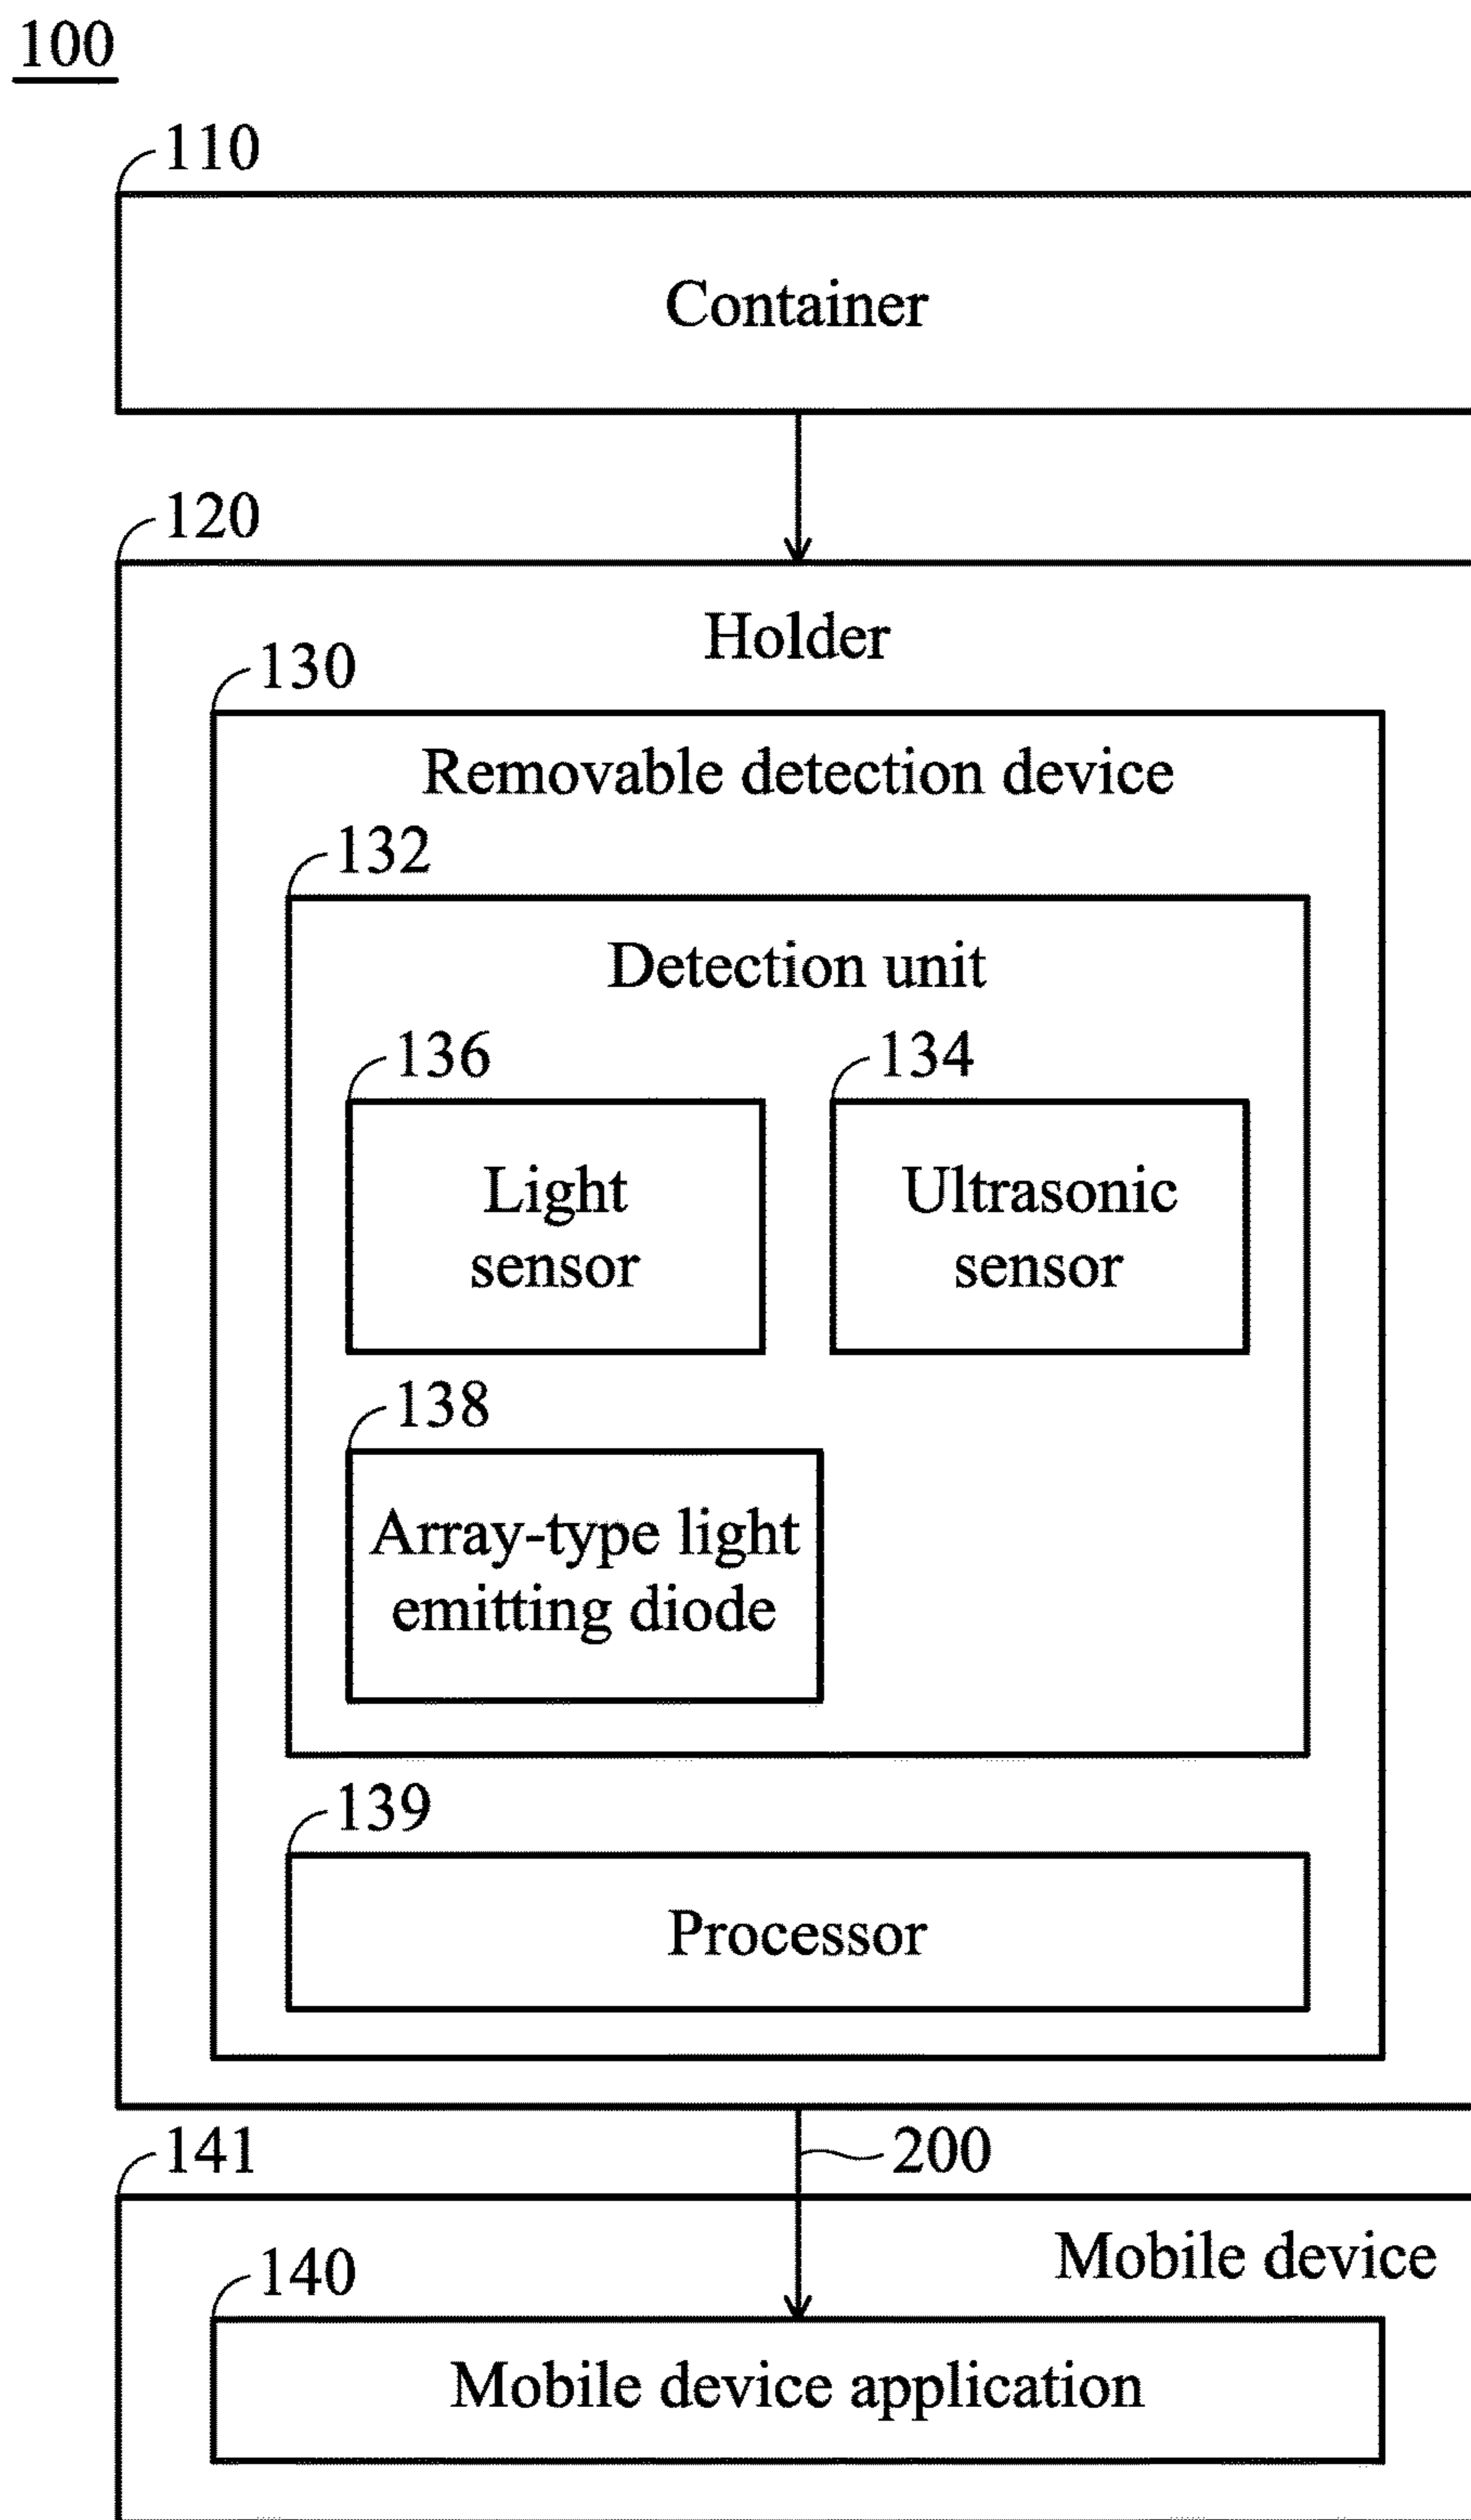 100
110
Container
120
Holder
130
Removable detection device
132
Detection unit
136
134
Light
sensor
Ultrasonic
sensor
138
Array-type light
emitting diode
139
Processor
200
141
Mobile device
140
Mobile device application